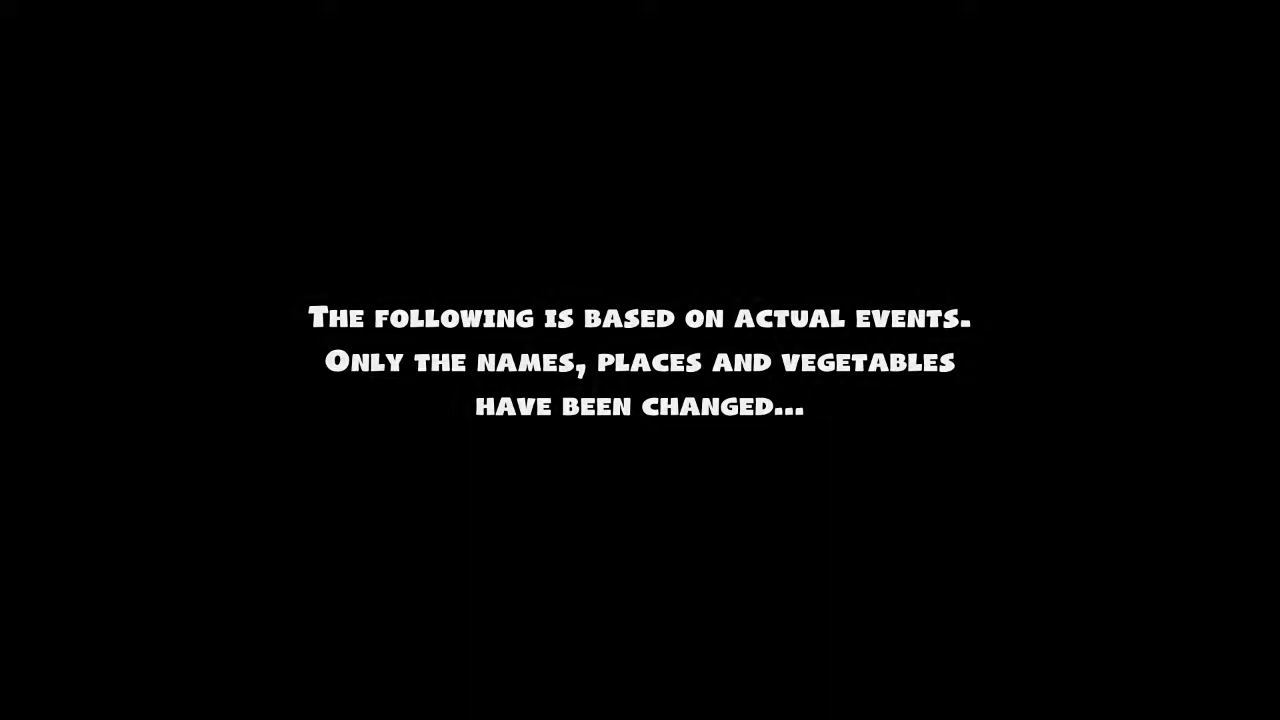 The following is based on actual events.
Only the names, places and vegetables
have been changed...